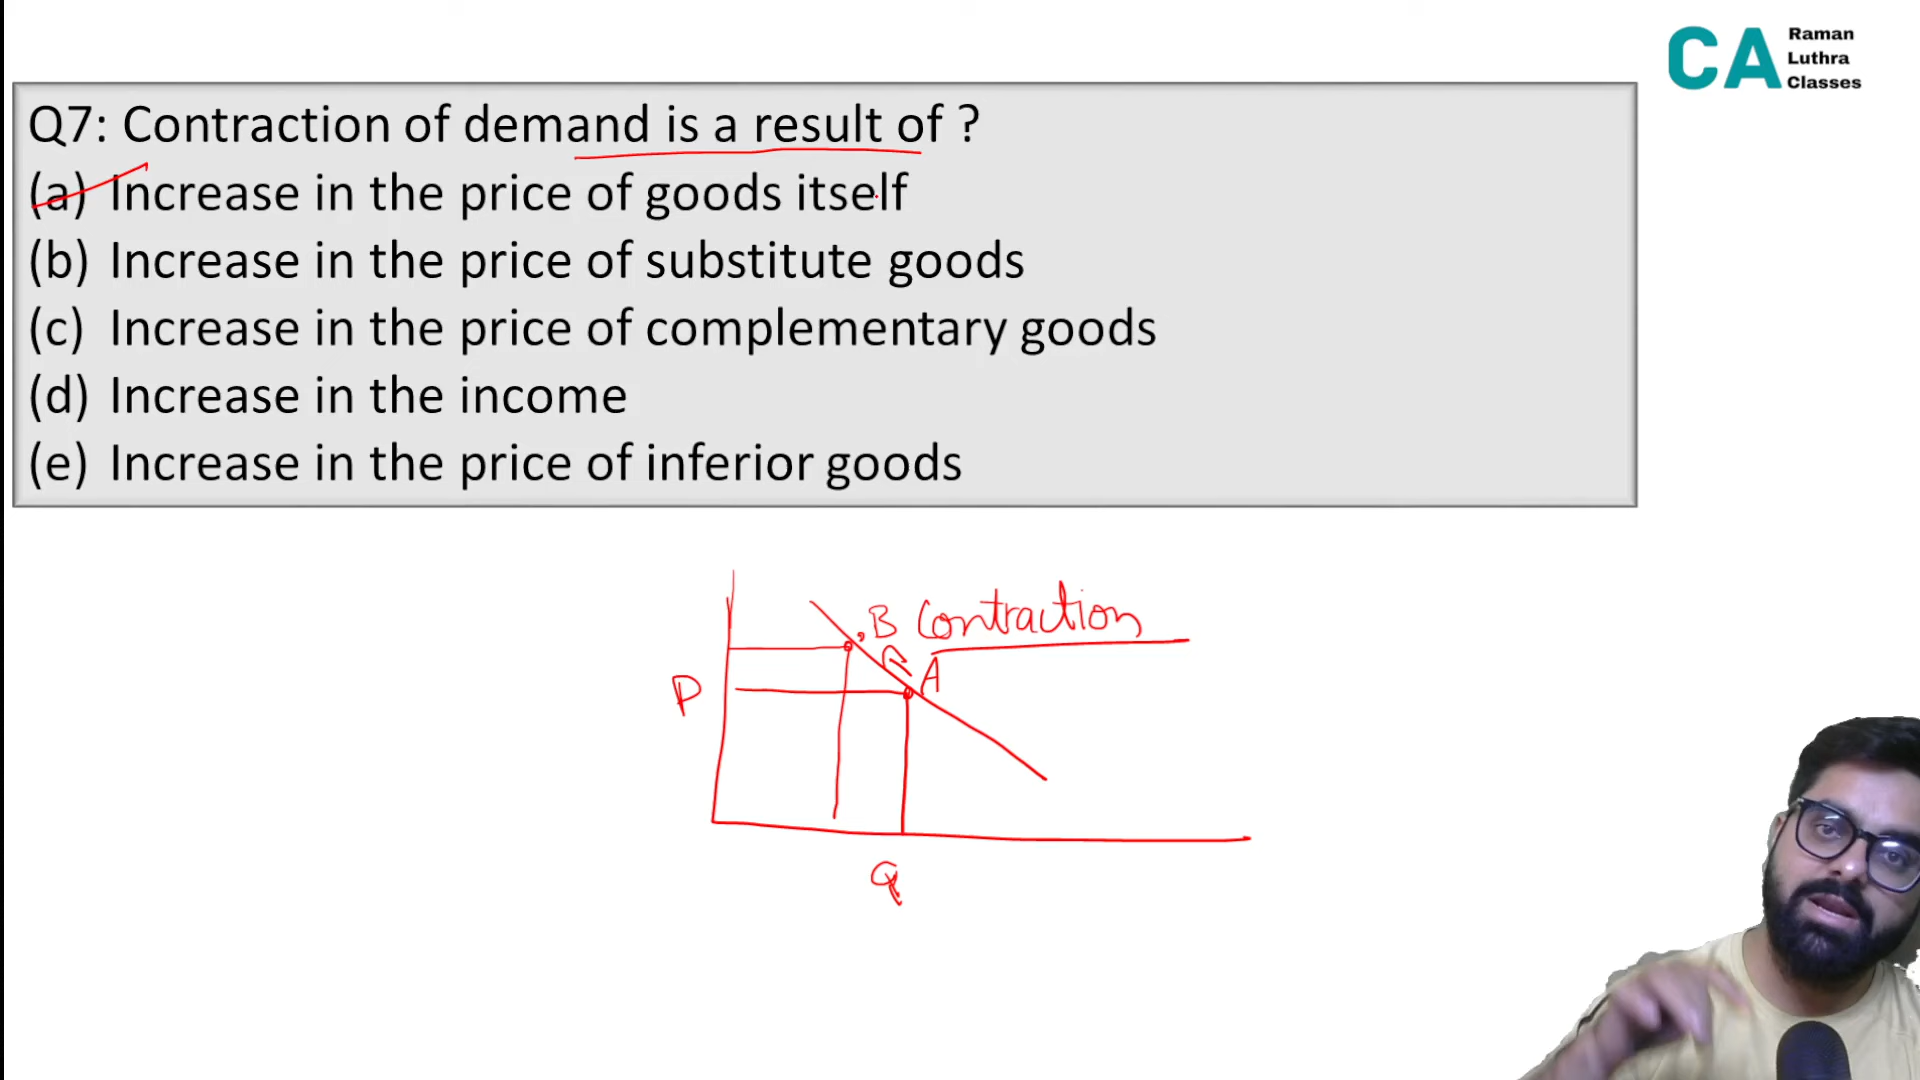 CA Raman
Luthra
Classes
Q7: Contraction of demand is a result of ?
(a) Increase in the price of goods itself
(b) Increase in the price of substitute goods
(c) Increase in the price of complementary goods
(d) Increase in the income
(e) Increase in the price of inferior goods
B Contraction
A
P
Q